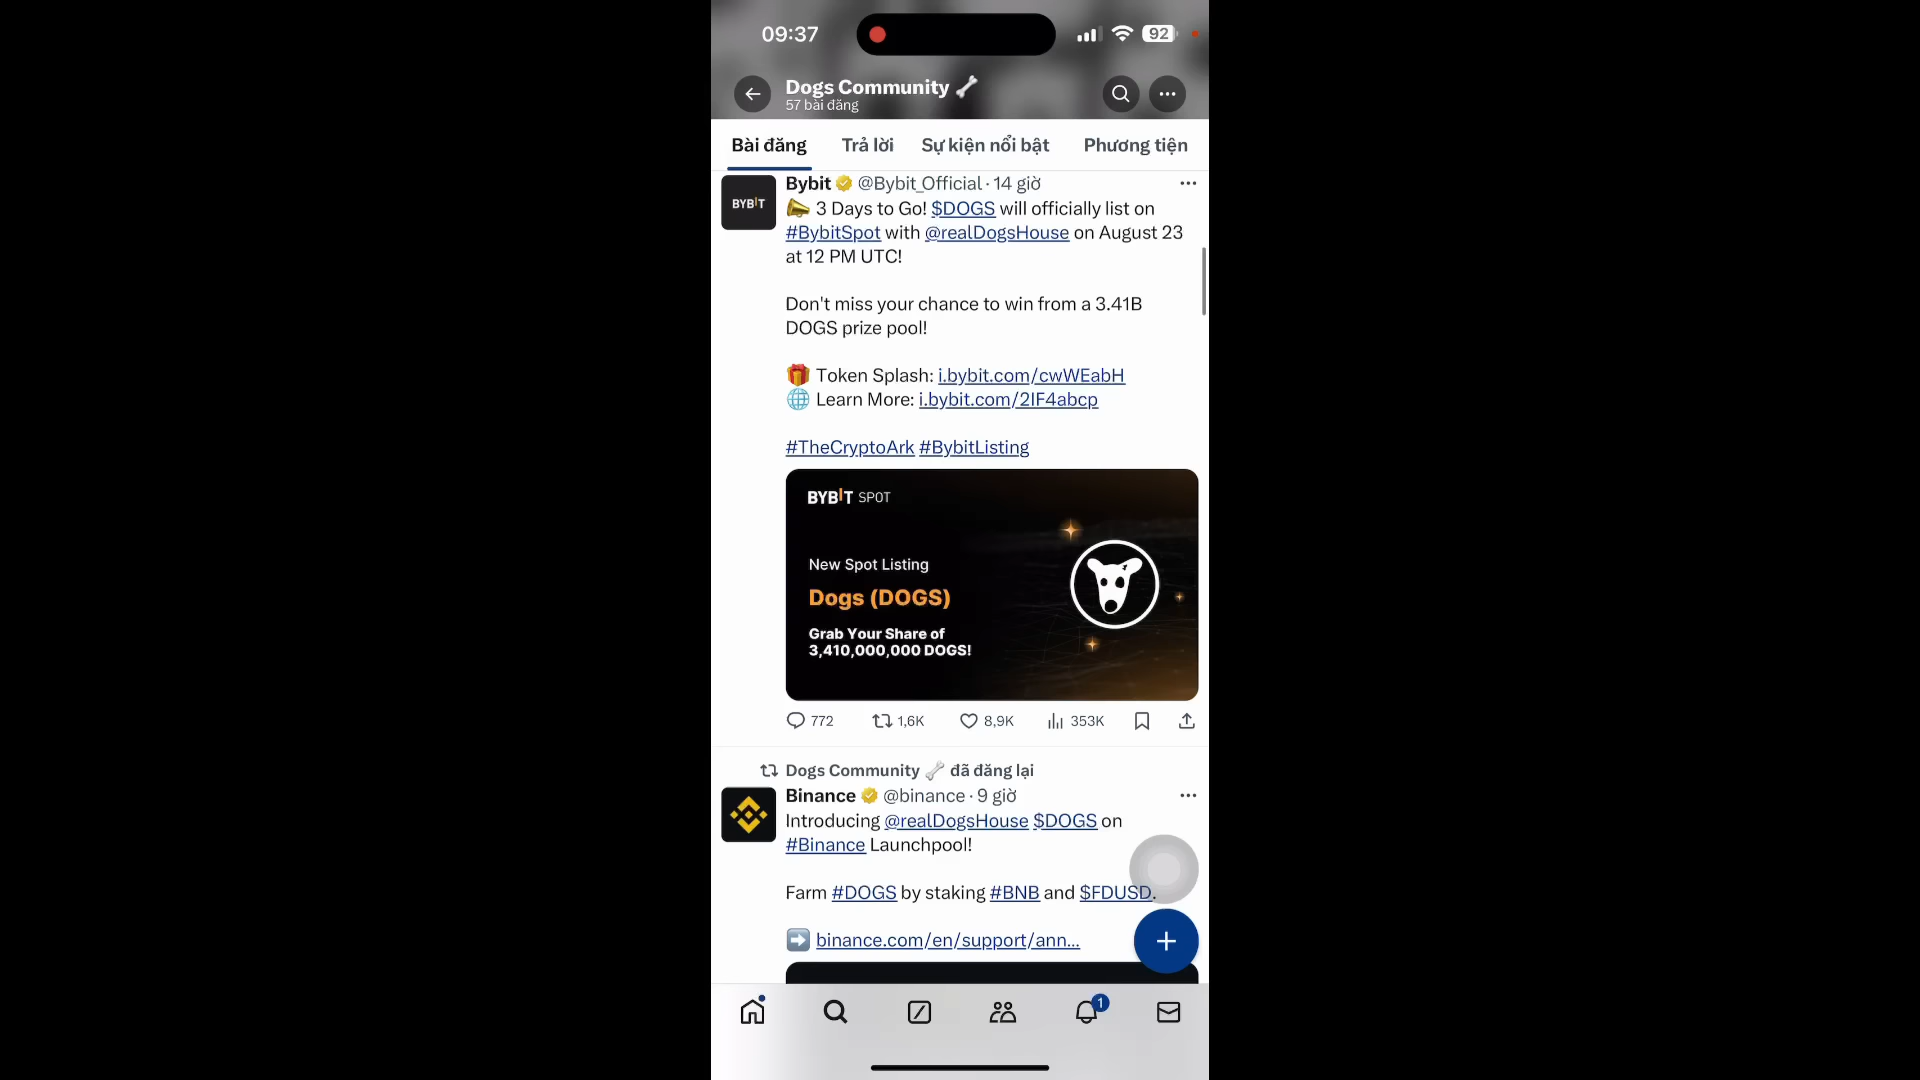 09:37
92
Dogs Community 🦴
57 bài đăng
Bài đăng Trả lời Sự kiện nổi bật Phương tiện
BYBIT
Bybit @Bybit_Official · 14 giờ
📣 3 Days to Go! $DOGS will officially list on
#BybitSpot with @realDogsHouse on August 23
at 12 PM UTC!
Don't miss your chance to win from a 3.41B
DOGS prize pool!
🎁 Token Splash: i.bybit.com/cwWEabH
🌐 Learn More: i.bybit.com/2IF4abcp
#TheCryptoArk #BybitListing
BYBIT SPOT
New Spot Listing
Dogs (DOGS)
Grab Your Share of
3,410,000,000 DOGS!
772 1,6K 8,9K 353K
Dogs Community 🦴 đã đăng lại
Binance @binance · 9 giờ
Introducing @realDogsHouse $DOGS on
#Binance Launchpool!
Farm #DOGS by staking #BNB and $FDUSD.
➡️ binance.com/en/support/ann...
1